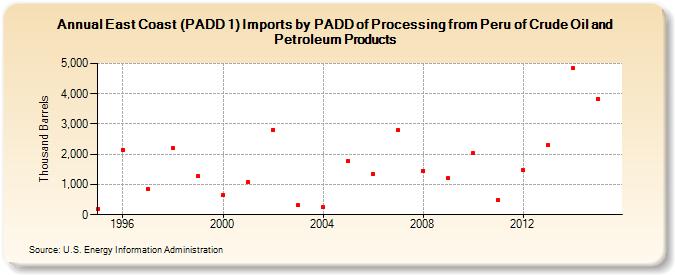 Annual East Coast (PADD 1) Imports by PADD of Processing from Peru of Crude Oil and
Petroleum Products
Thousand Barrels
5,000
4,000
3,000
2,000
1,000
0
1996
2000
2004
2008
2012
Source: U.S. Energy Information Administration